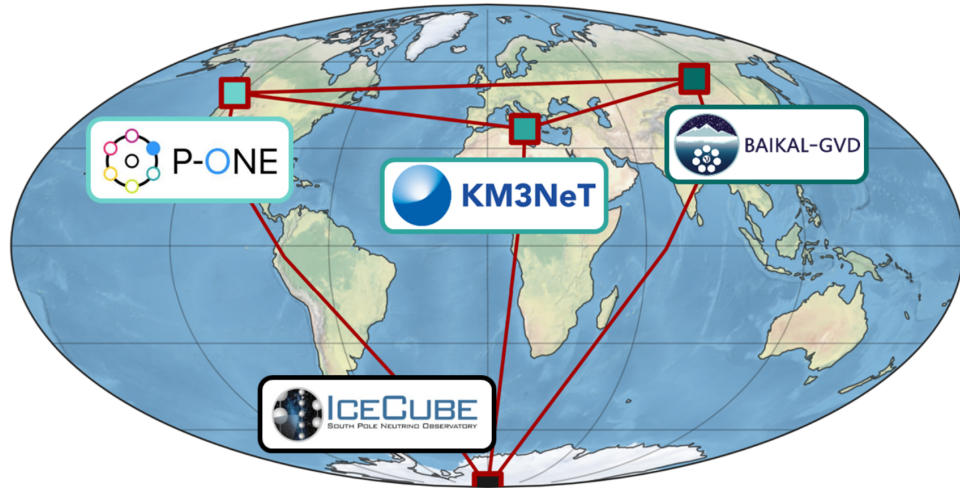 P-ONE
KM3NeT
BAIKAL-GVD
ICECUBE
SOUTH POLE NEUTRINO OBSERVATORY